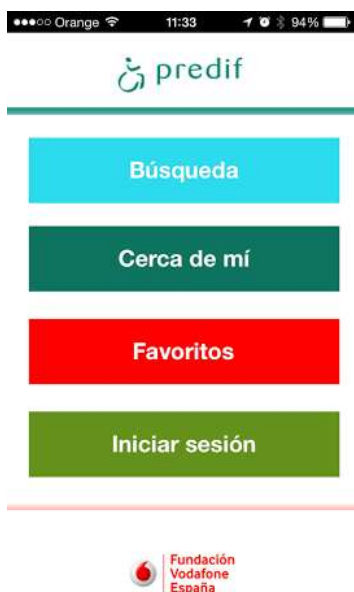 Orange 11:33 94%
predif
Búsqueda
Cerca de mí
Favoritos
Iniciar sesión
Fundación
Vodafone
España